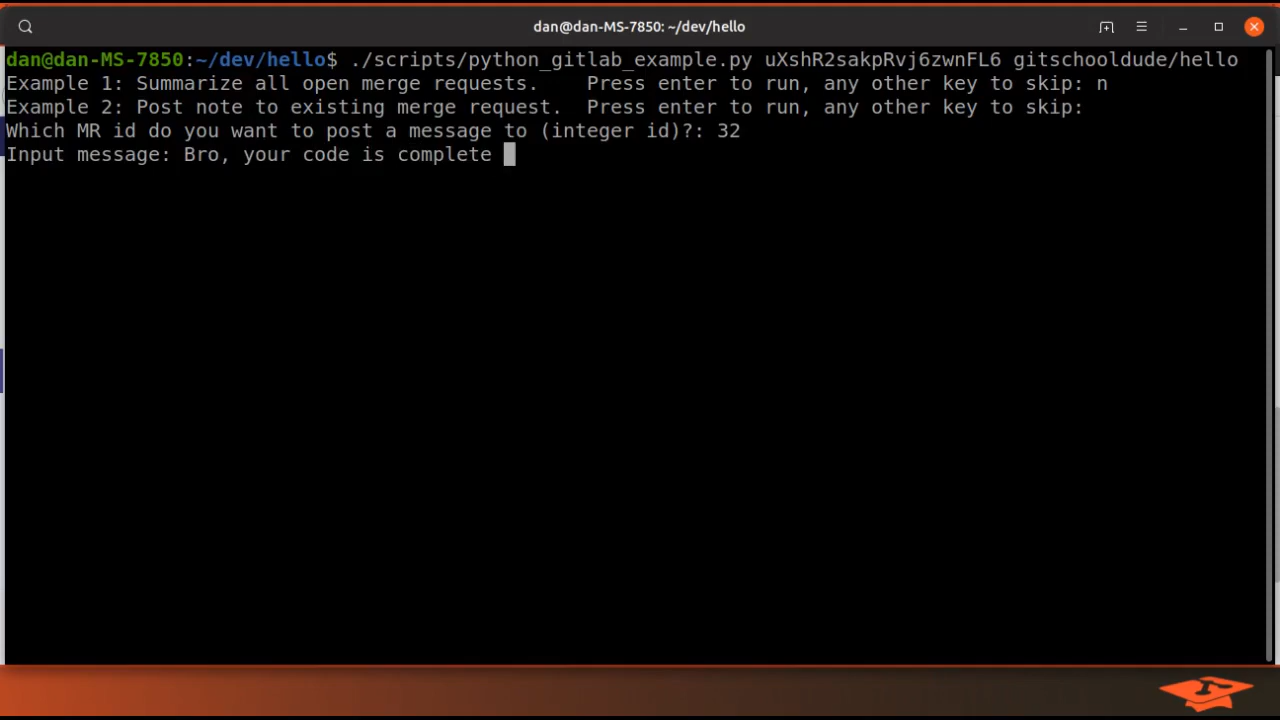 dan@dan-MS-7850: ~/dev/hello
dan@dan-MS-7850:~/dev/hello$ ./scripts/python_gitlab_example.py uXshR2sakpRvj6zwnFL6 gitschooldude/hello
Example 1: Summarize all open merge requests.    Press enter to run, any other key to skip: n
Example 2: Post note to existing merge request.  Press enter to run, any other key to skip:
Which MR id do you want to post a message to (integer id)?: 32
Input message: Bro, your code is complete